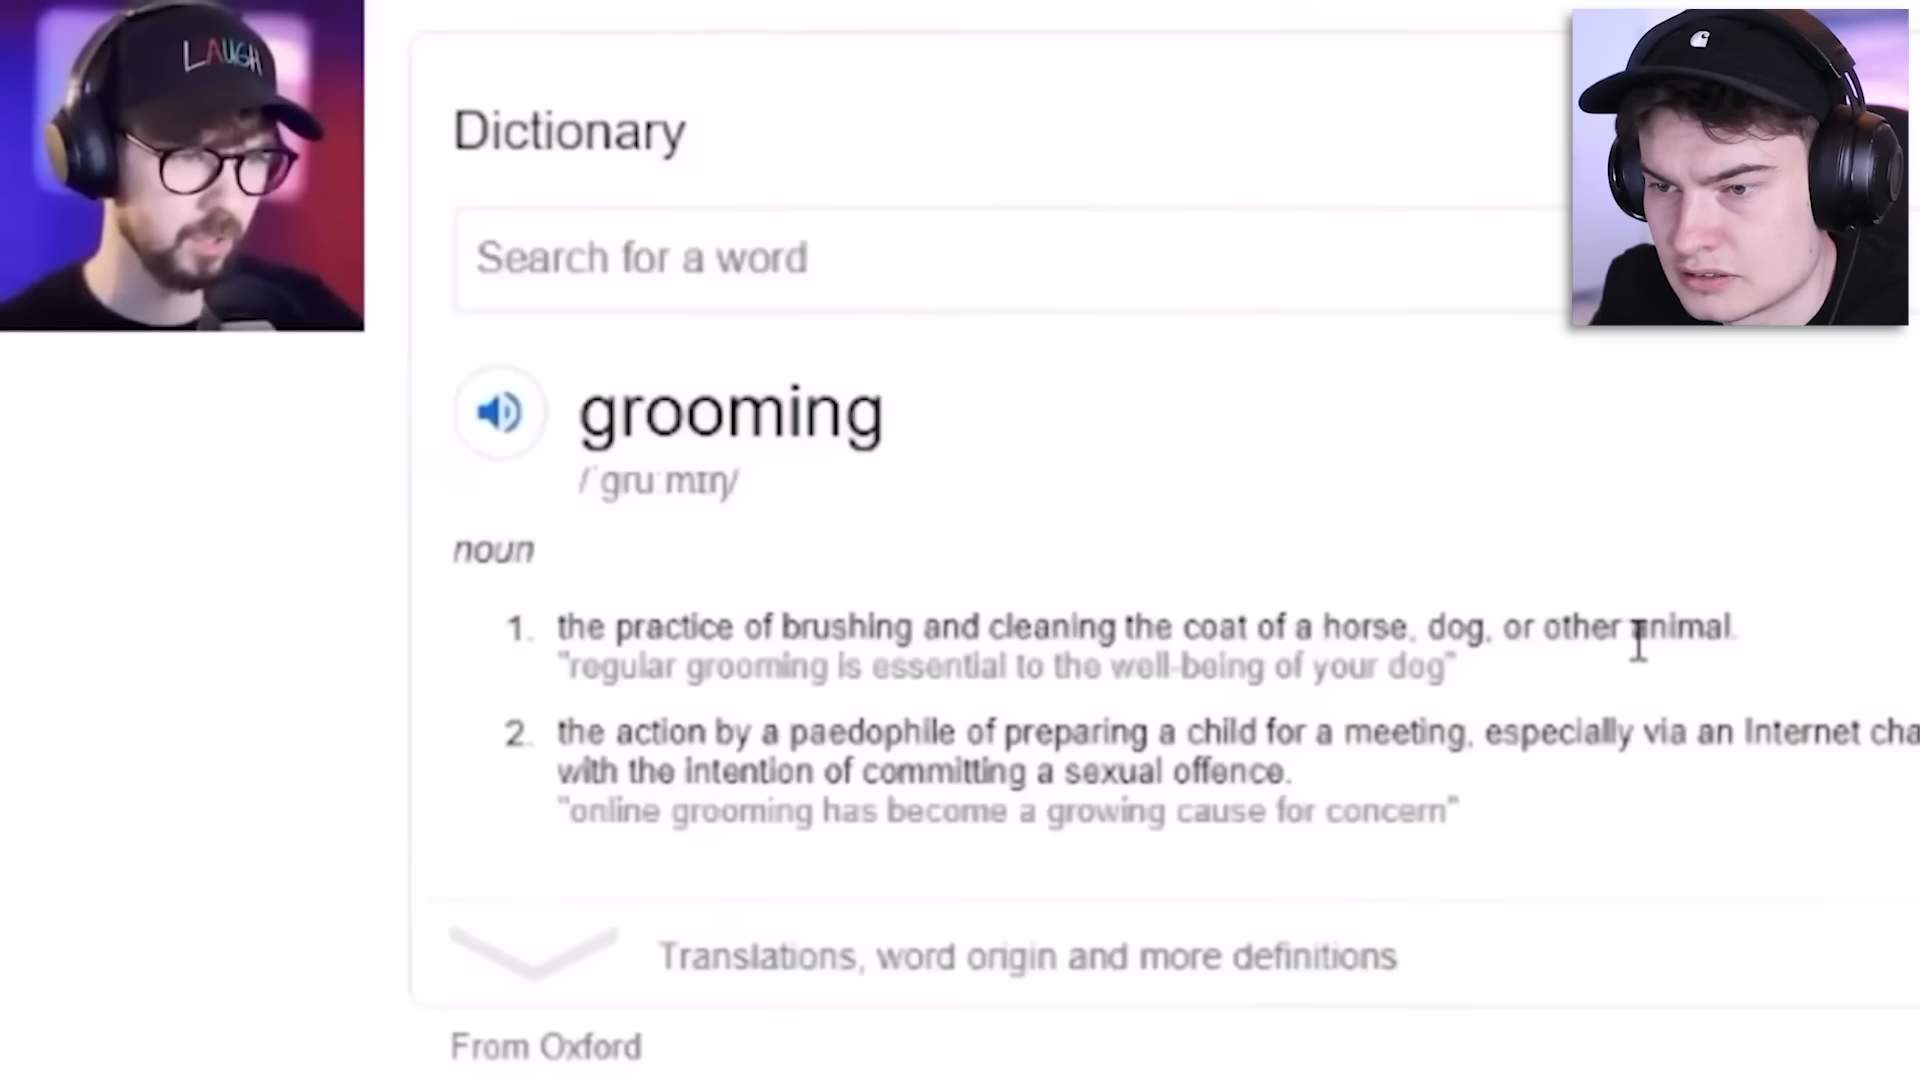 LAUGH
Dictionary
Search for a word
grooming
/ˈgruːmɪŋ/
noun
1. the practice of brushing and cleaning the coat of a horse, dog, or other animal.
"regular grooming is essential to the well-being of your dog"
2. the action by a paedophile of preparing a child for a meeting, especially via an Internet cha
with the intention of committing a sexual offence.
"online grooming has become a growing cause for concern"
Translations, word origin and more definitions
From Oxford